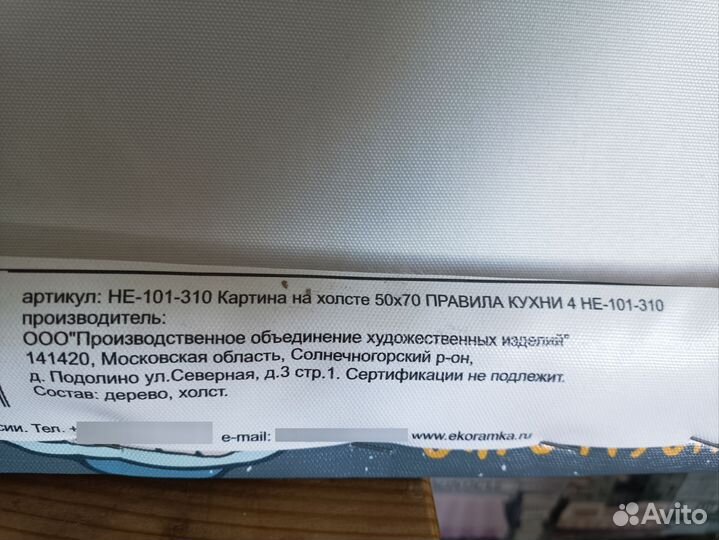 артикул: НЕ-101-310 Картина на холсте 50х70 ПРАВИЛА КУХНИ 4 НЕ-101-310
производитель:
ООО"Производственное объединение художественных изделий"
141420, Московская область, Солнечногорский р-он,
д. Подолино ул.Северная, д.3 стр.1. Сертификации не подлежит.
Состав: дерево, холст.
сии. Тел. + e-mail: www.ekoramka.ru
Avito